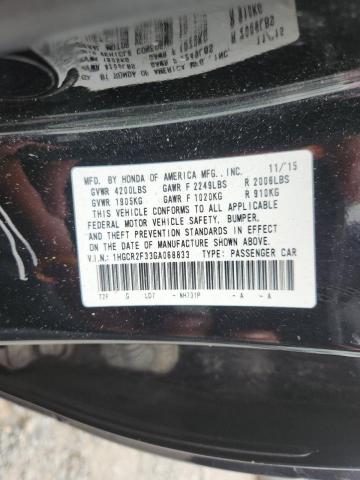 MFD. BY HONDA OF AMERICA MFG., INC. 11/15
GVWR 4200LBS GAWR F 2249LBS R 2006LBS
GVWR 1905KG GAWR F 1020KG R 910KG
THIS VEHICLE CONFORMS TO ALL APPLICABLE
FEDERAL MOTOR VEHICLE SAFETY, BUMPER,
AND THEFT PREVENTION STANDARDS IN EFFECT
ON THE DATE OF MANUFACTURE SHOWN ABOVE.
V.I.N.: 1HGCR2F33GA068833 TYPE: PASSENGER CAR
T2F G LD7 - NH731P - A - A